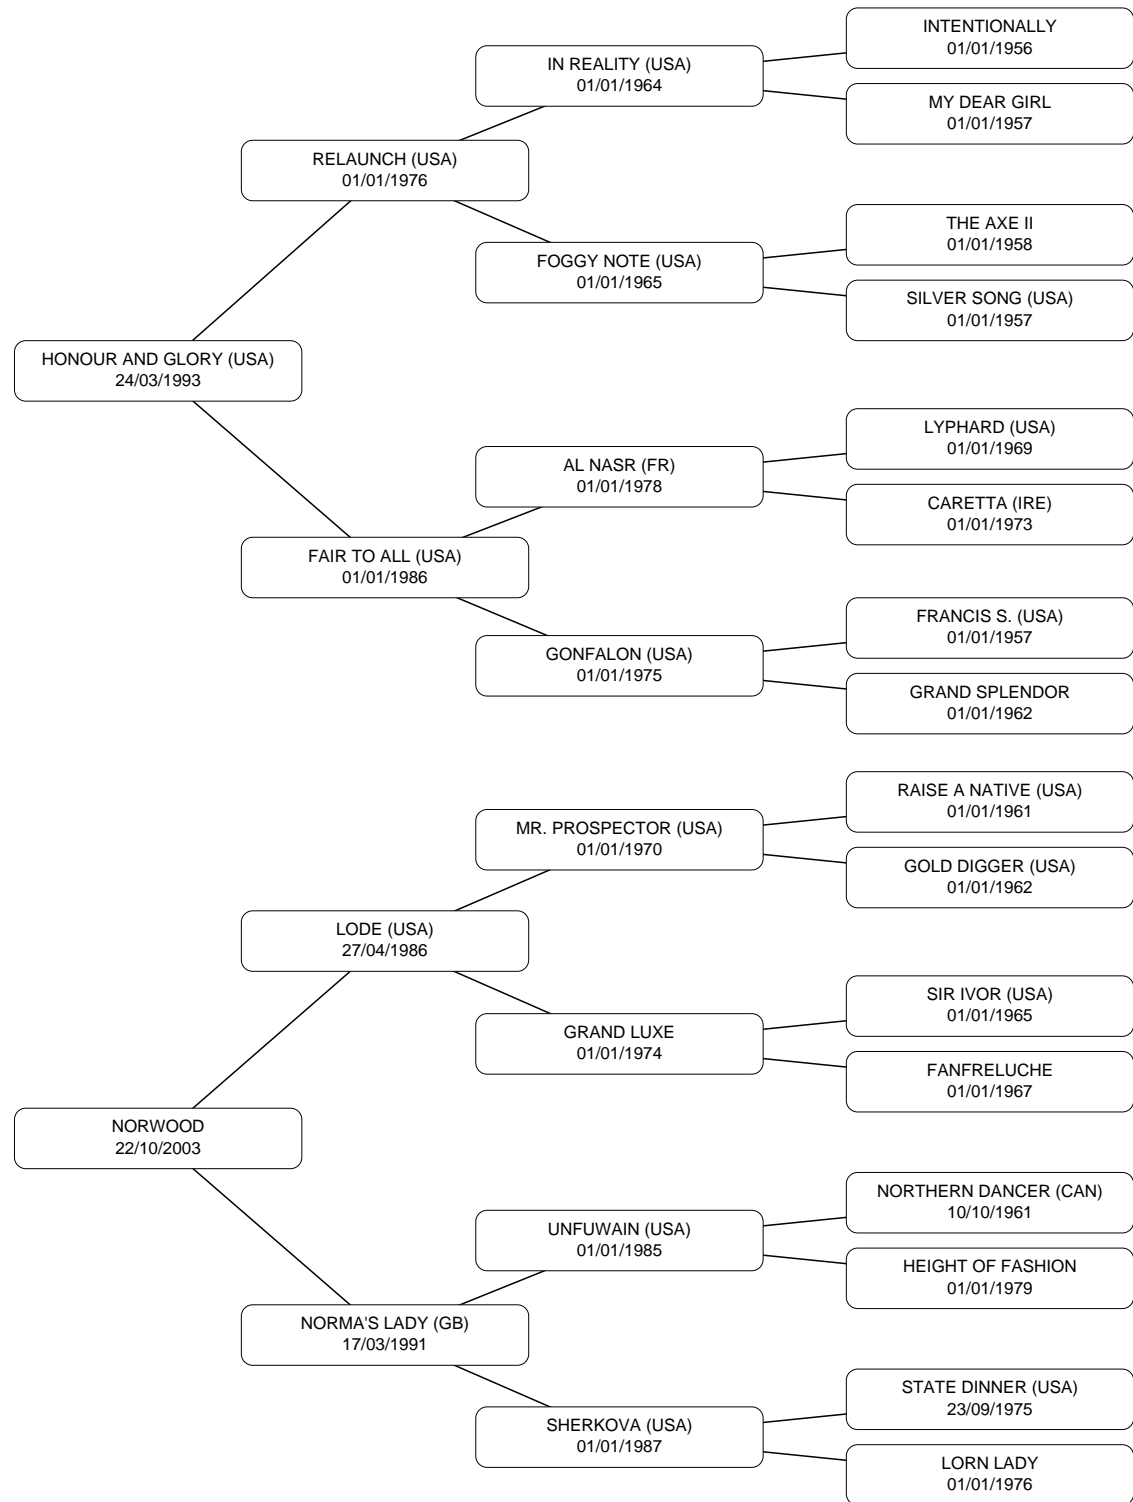 INTENTIONALLY
01/01/1956
IN REALITY (USA)
01/01/1964
MY DEAR GIRL
01/01/1957
RELAUNCH (USA)
01/01/1976
THE AXE II
01/01/1958
FOGGY NOTE (USA)
01/01/1965
SILVER SONG (USA)
01/01/1957
HONOUR AND GLORY (USA)
24/03/1993
LYPHARD (USA)
01/01/1969
AL NASR (FR)
01/01/1978
CARETTA (IRE)
01/01/1973
FAIR TO ALL (USA)
01/01/1986
FRANCIS S. (USA)
01/01/1957
GONFALON (USA)
01/01/1975
GRAND SPLENDOR
01/01/1962
RAISE A NATIVE (USA)
01/01/1961
MR. PROSPECTOR (USA)
01/01/1970
GOLD DIGGER (USA)
01/01/1962
LODE (USA)
27/04/1986
SIR IVOR (USA)
01/01/1965
GRAND LUXE
01/01/1974
FANFRELUCHE
01/01/1967
NORWOOD
22/10/2003
NORTHERN DANCER (CAN)
10/10/1961
UNFUWAIN (USA)
01/01/1985
HEIGHT OF FASHION
01/01/1979
NORMA'S LADY (GB)
17/03/1991
STATE DINNER (USA)
23/09/1975
SHERKOVA (USA)
01/01/1987
LORN LADY
01/01/1976